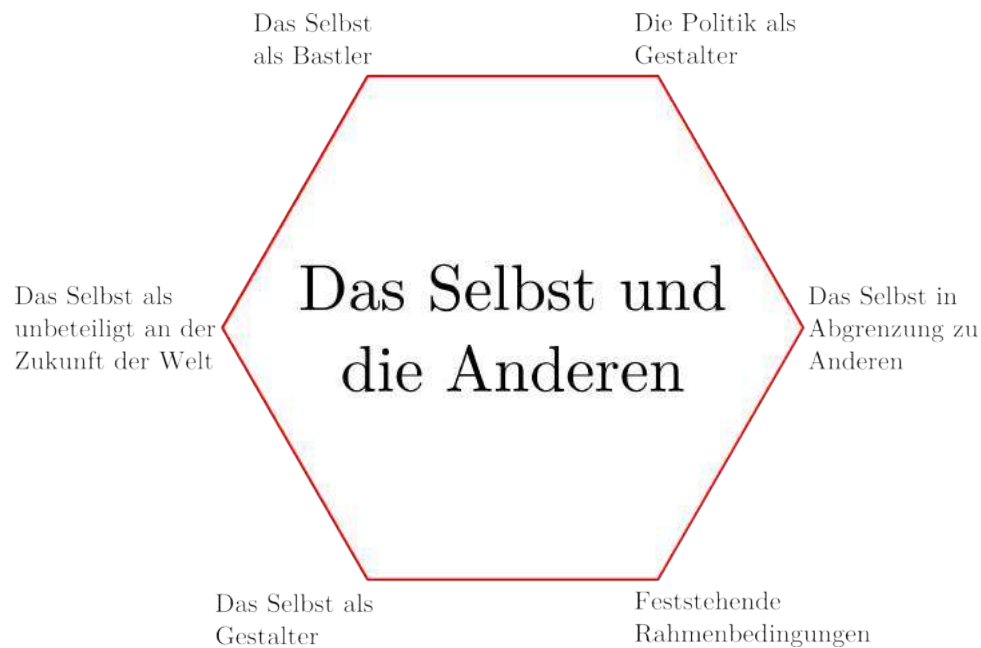 Das Selbst
als Bastler
Die Politik als
Gestalter
Das Selbst und
die Anderen
Das Selbst als
unbeteiligt an der
Zukunft der Welt
Das Selbst in
Abgrenzung zu
Anderen
Das Selbst als
Gestalter
Feststehende
Rahmenbedingungen